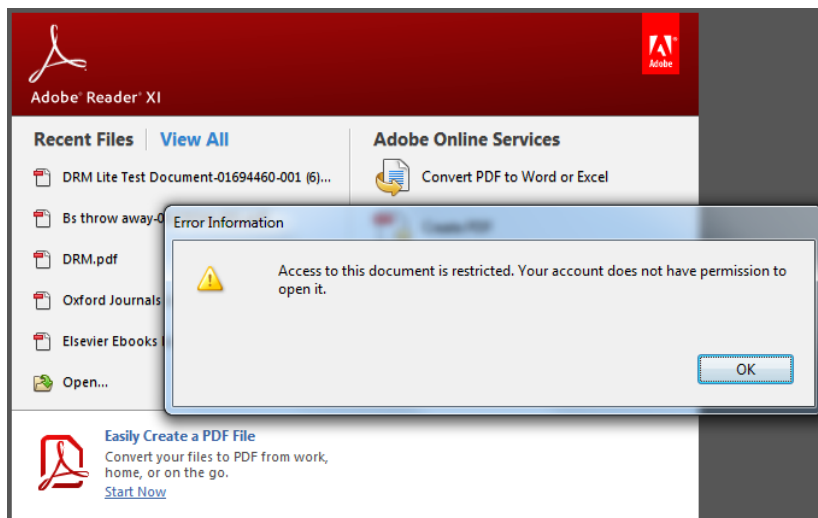 Adobe
Adobe® Reader® XI
Recent Files View All
DRM Lite Test Document-01694460-001 (6)...
Bs throw away-0
DRM.pdf
Oxford Journals
Elsevier Ebooks
Open...
Adobe Online Services
Convert PDF to Word or Excel
Create PDF
Error Information
Access to this document is restricted. Your account does not have permission to
open it.
OK
Easily Create a PDF File
Convert your files to PDF from work,
home, or on the go.
Start Now